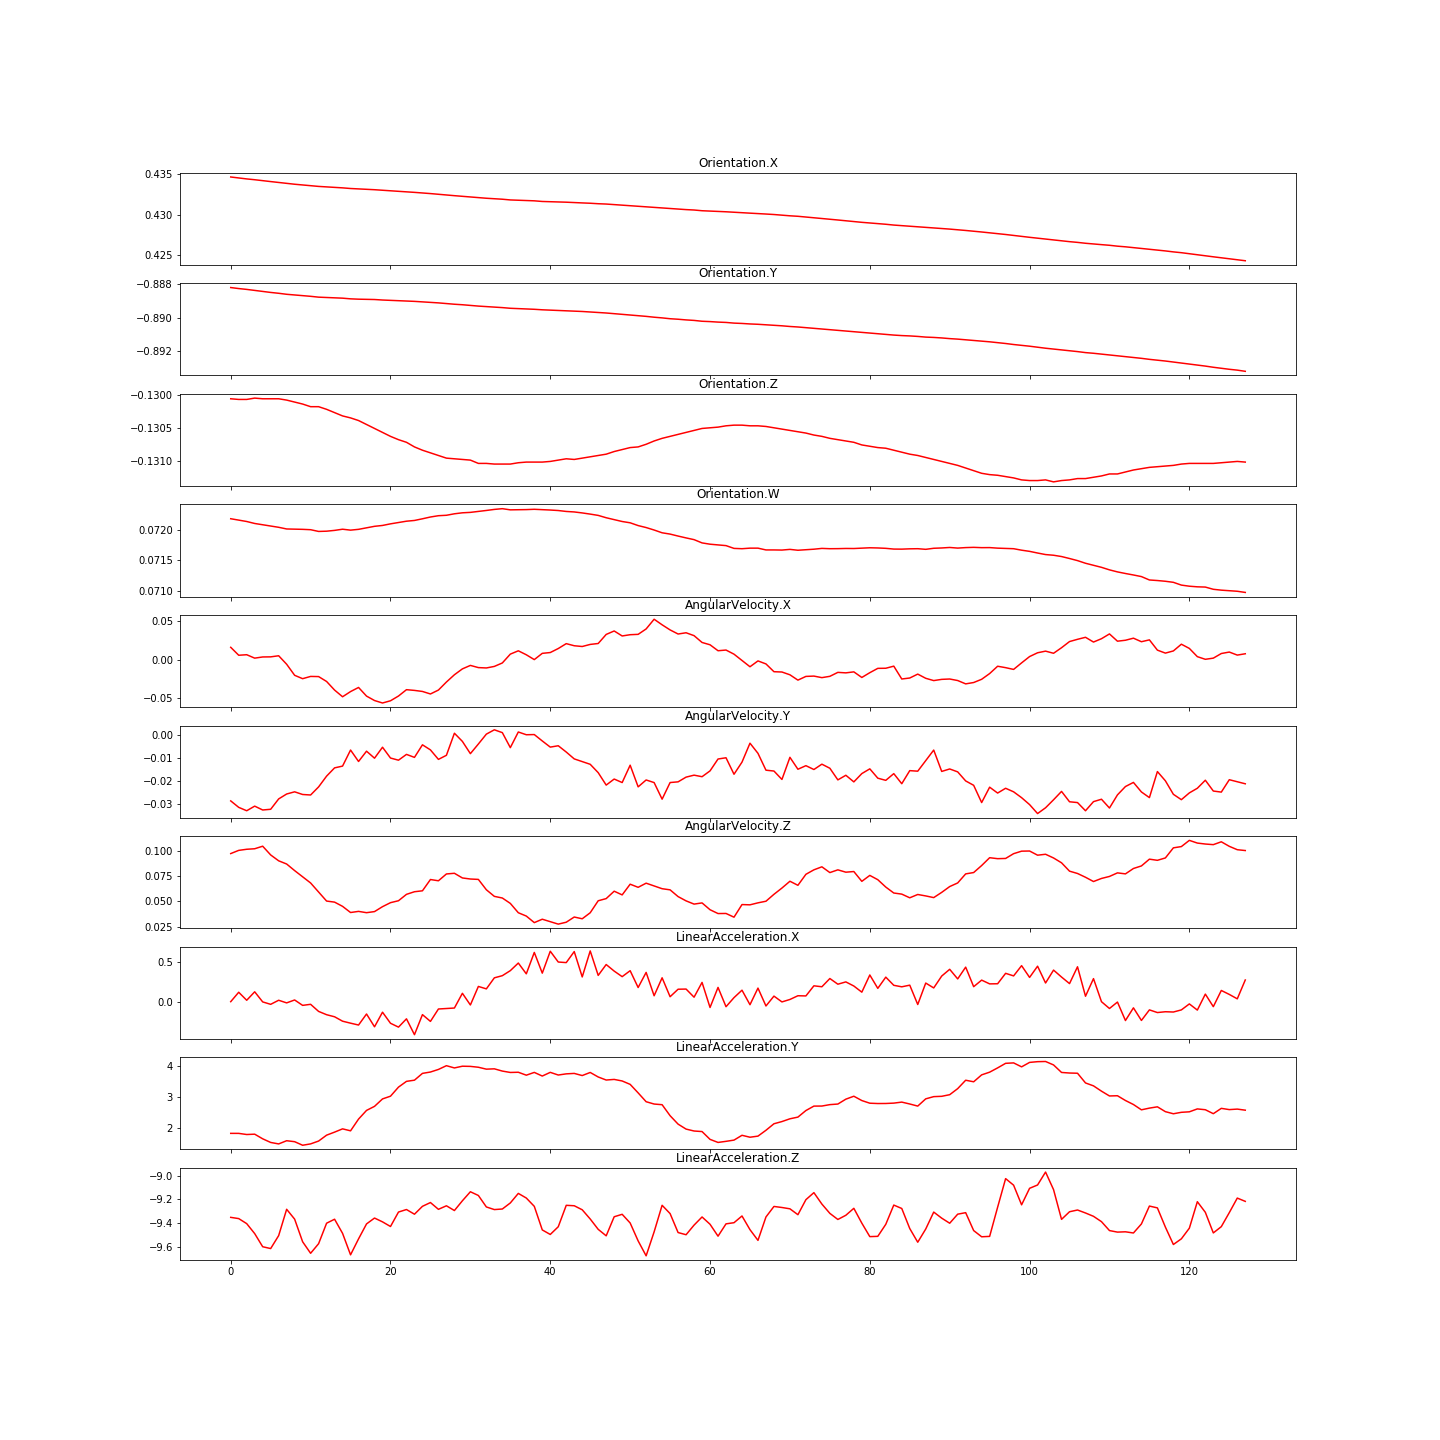 Orientation.X
0.435
0.430
0.425
Orientation.Y
−0.888
−0.890
−0.892
Orientation.Z
−0.1300
−0.1305
−0.1310
Orientation.W
0.0720
0.0715
0.0710
AngularVelocity.X
0.05
0.00
−0.05
AngularVelocity.Y
0.00
−0.01
−0.02
−0.03
AngularVelocity.Z
0.100
0.075
0.050
0.025
LinearAcceleration.X
0.5
0.0
LinearAcceleration.Y
4
3
2
LinearAcceleration.Z
−9.0
−9.2
−9.4
−9.6
0 20 40 60 80 100 120